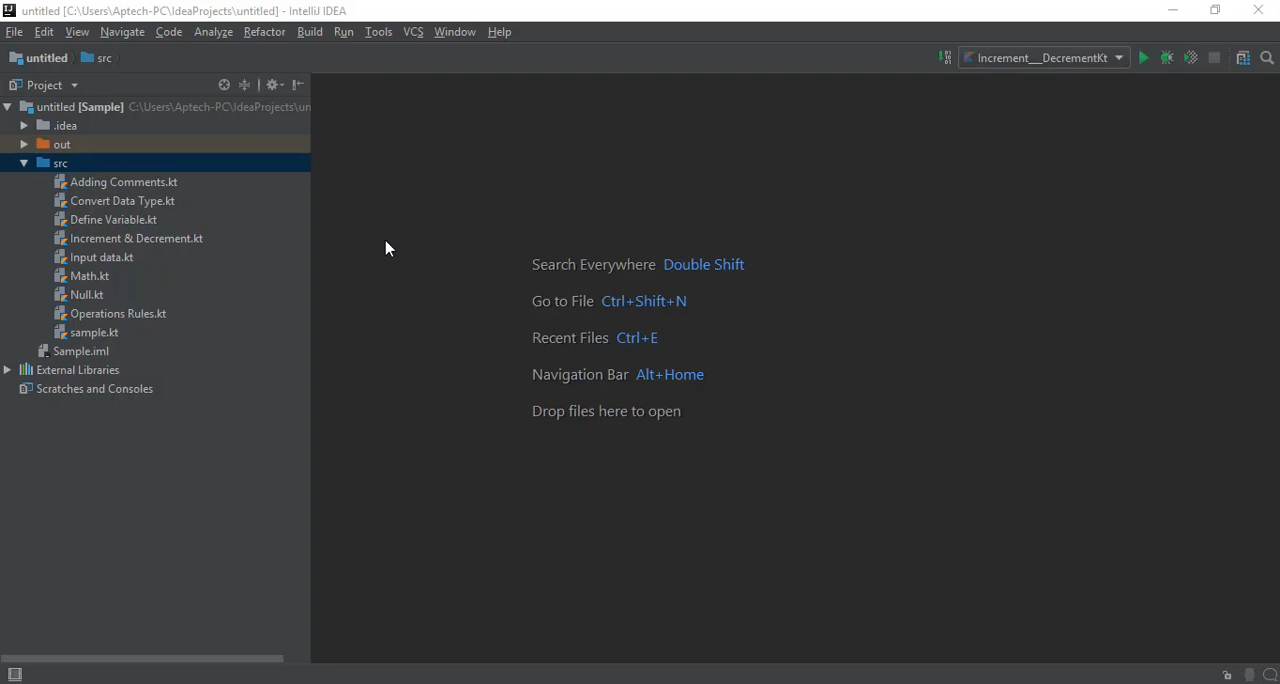 untitled [C:\Users\Aptech-PC\IdeaProjects\untitled] - IntelliJ IDEA
File Edit View Navigate Code Analyze Refactor Build Run Tools VCS Window Help
untitled src Increment__DecrementKt
Project
untitled [Sample] C:\Users\Aptech-PC\IdeaProjects\un
.idea
out
src
Adding Comments.kt
Convert Data Type.kt
Define Variable.kt
Increment & Decrement.kt
Input data.kt
Math.kt
Null.kt
Operations Rules.kt
sample.kt
Sample.iml
External Libraries
Scratches and Consoles
Search Everywhere Double Shift
Go to File Ctrl+Shift+N
Recent Files Ctrl+E
Navigation Bar Alt+Home
Drop files here to open